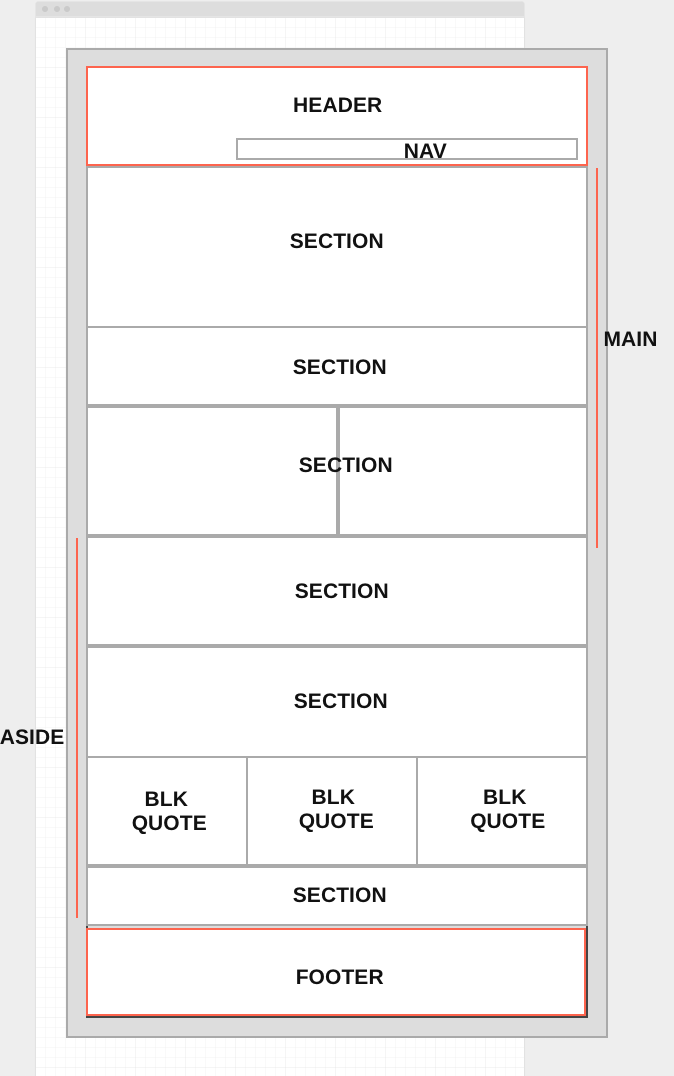 HEADER
NAV
SECTION
MAIN
SECTION
SECTION
SECTION
SECTION
ASIDE
BLK
QUOTE
BLK
QUOTE
BLK
QUOTE
SECTION
FOOTER